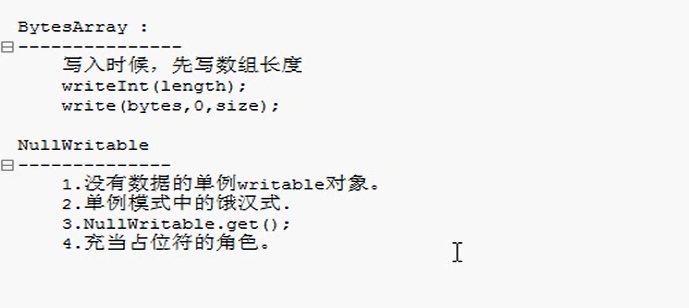 BytesArray :
---------------
写入时候，先写数组长度
writeInt(length);
write(bytes,0,size);
NullWritable
--------------
1.没有数据的单例writable对象。
2.单例模式中的饿汉式.
3.NullWritable.get();
4.充当占位符的角色。